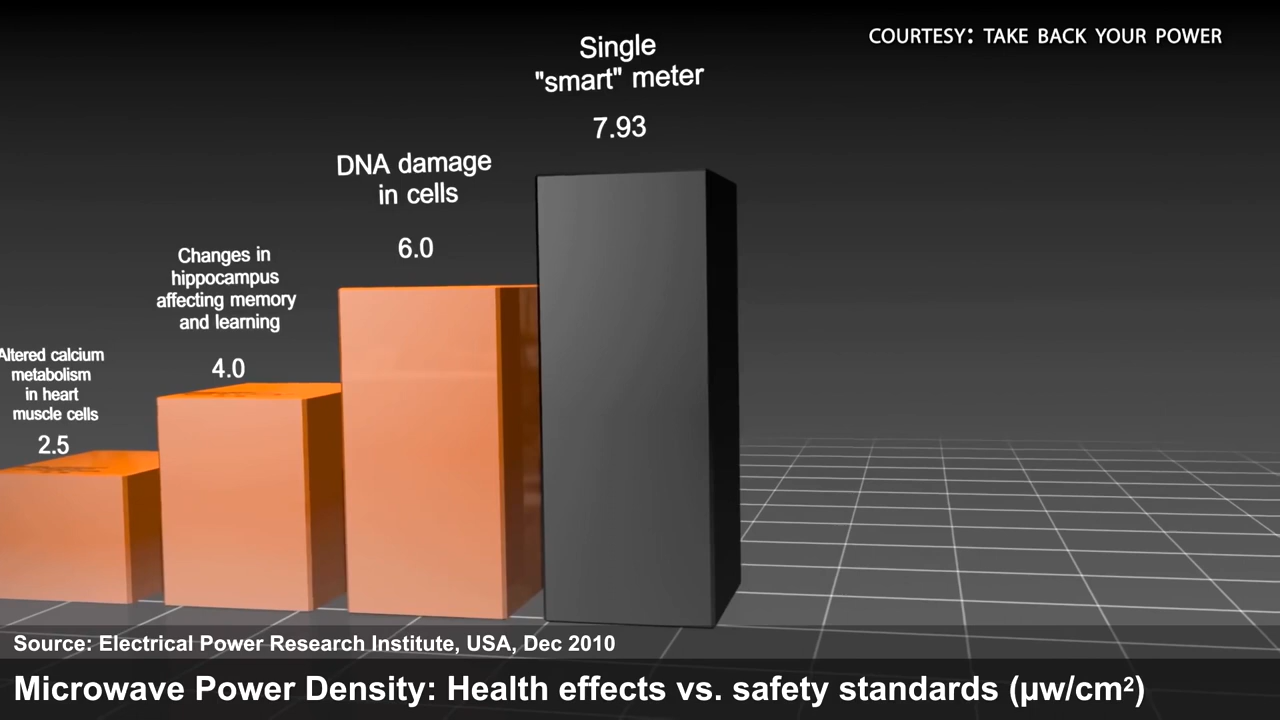 COURTESY: TAKE BACK YOUR POWER
Single
"smart" meter
7.93
DNA damage
in cells
6.0
Changes in
hippocampus
affecting memory
and learning
4.0
Altered calcium
metabolism
in heart
muscle cells
2.5
Source: Electrical Power Research Institute, USA, Dec 2010
Microwave Power Density: Health effects vs. safety standards (μw/cm²)